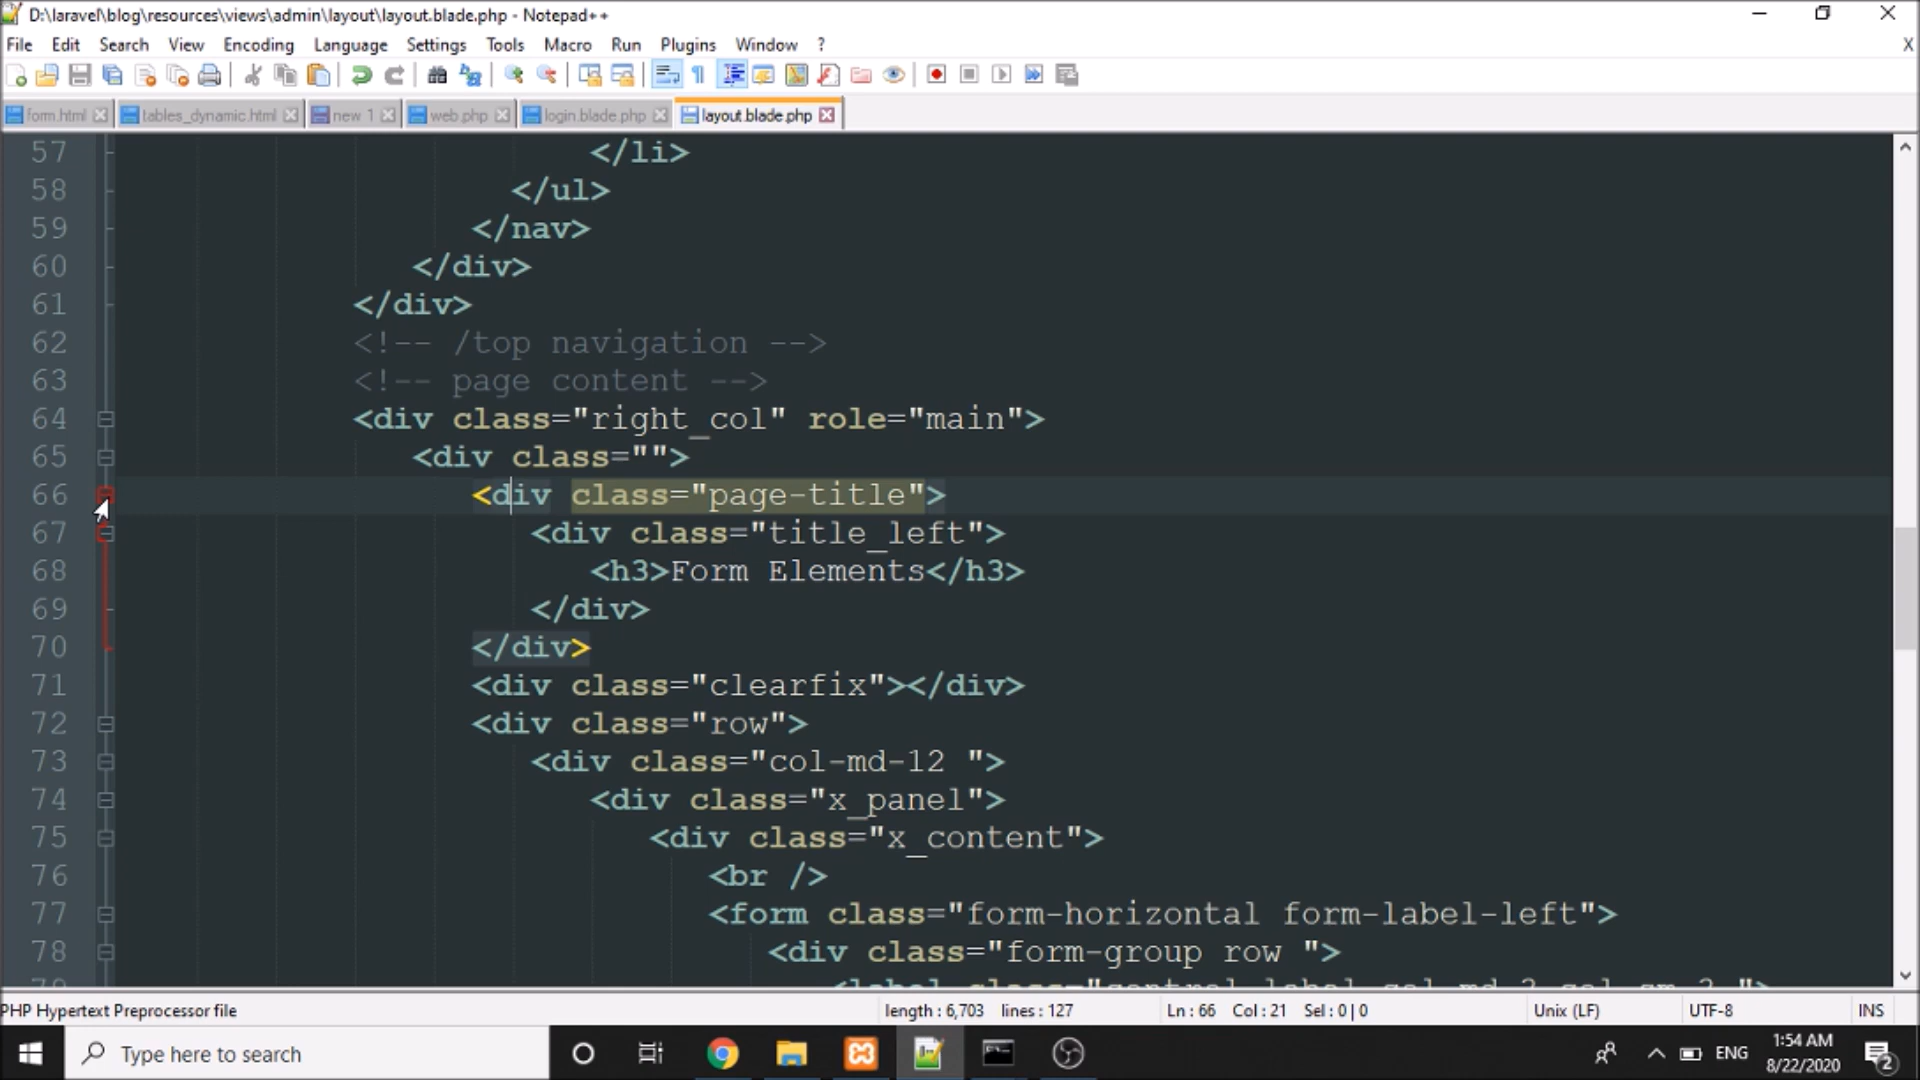 D:\laravel\blog\resources\views\admin\layout\layout.blade.php - Notepad++
File Edit Search View Encoding Language Settings Tools Macro Run Plugins Window ? X
form.html tables_dynamic.html new 1 web.php login.blade.php layout.blade.php
57 </li>
58 </ul>
59 </nav>
60 </div>
61 </div>
62 <!-- /top navigation -->
63 <!-- page content -->
64 <div class="right_col" role="main">
65 <div class="">
66 <div class="page-title">
67 <div class="title_left">
68 <h3>Form Elements</h3>
69 </div>
70 </div>
71 <div class="clearfix"></div>
72 <div class="row">
73 <div class="col-md-12 ">
74 <div class="x_panel">
75 <div class="x_content">
76 <br />
77 <form class="form-horizontal form-label-left">
78 <div class="form-group row ">
PHP Hypertext Preprocessor file length : 6,703 lines : 127 Ln : 66 Col : 21 Sel : 0 | 0 Unix (LF) UTF-8 INS
Type here to search
ENG
1:54 AM
8/22/2020
2